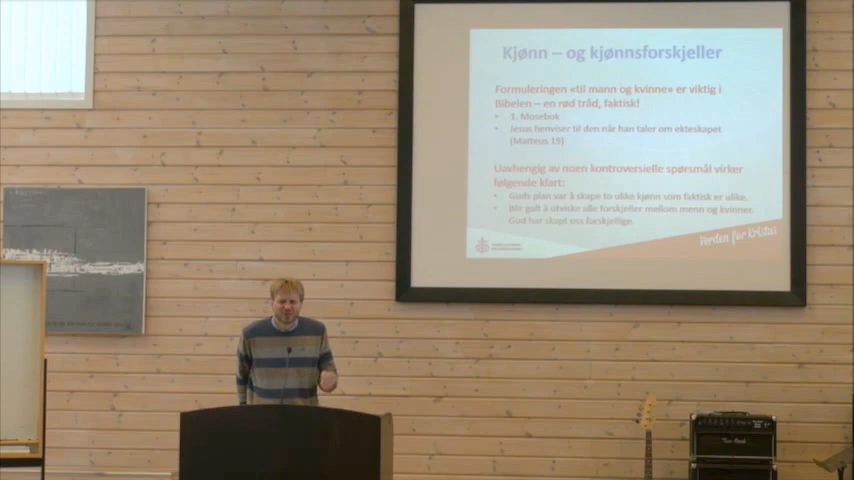 Kjønn – og kjønnsforskjeller
Formuleringen «til mann og kvinne» er viktig i
Bibelen – en rød tråd, faktisk!
• 1. Mosebok
• Jesus henviser til den når han taler om ekteskapet
(Matteus 19)
Uavhengig av noen kontroversielle spørsmål virker
følgende klart:
• Guds plan var å skape to ulike kjønn som faktisk er ulike.
• Blir galt å utviske alle forskjeller mellom menn og kvinner.
Gud har skapt oss forskjellige.
Verden for Kristus